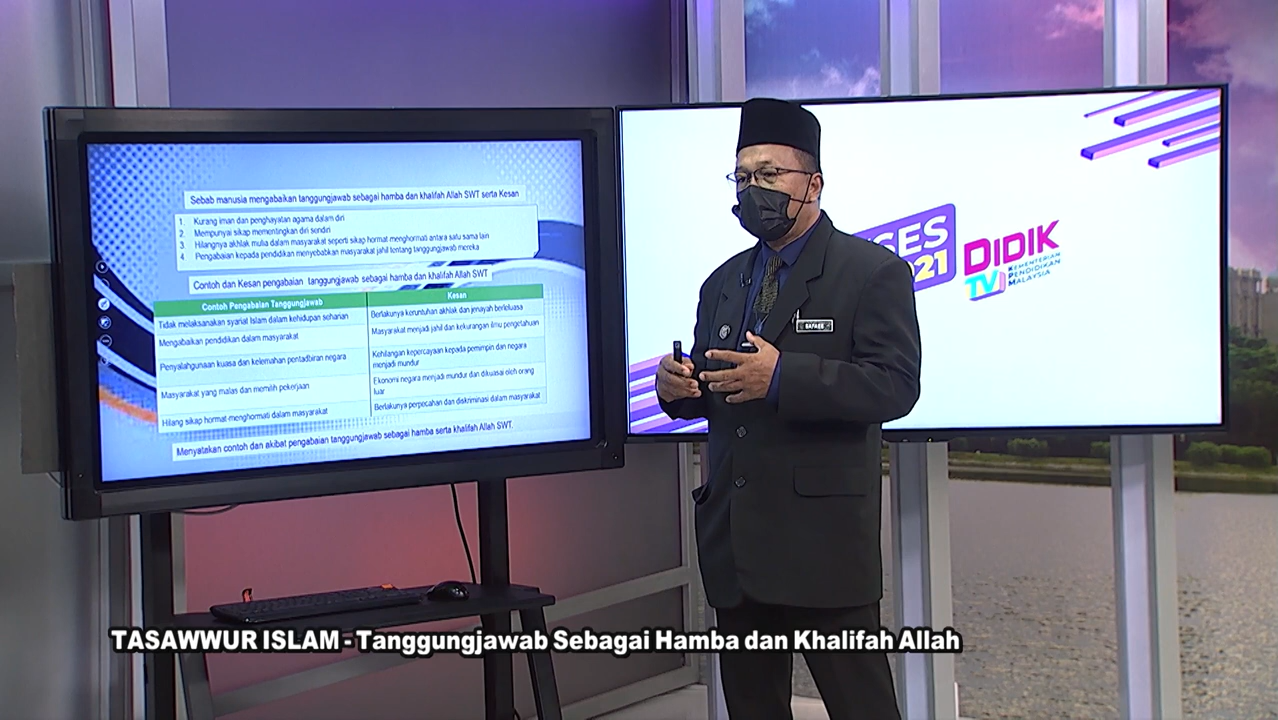 Sebab manusia mengabaikan tanggungjawab sebagai hamba dan khalifah Allah SWT serta Kesan
1. Kurang iman dan penghayatan agama dalam diri
2. Mempunyai sikap mementingkan diri sendiri
3. Hilangnya akhlak mulia dalam masyarakat seperti sikap hormat menghormati antara satu sama lain
4. Pengabaian kepada pendidikan menyebabkan masyarakat jahil tentang tanggungjawab mereka
Contoh dan Kesan pengabaian tanggungjawab sebagai hamba dan khalifah Allah SWT
Contoh Pengabaian Tanggungjawab
Kesan
Tidak melaksanakan syariat Islam dalam kehidupan seharian
Berlakunya keruntuhan akhlak dan jenayah berleluasa
Mengabaikan pendidikan dalam masyarakat
Masyarakat menjadi jahil dan kekurangan ilmu pengetahuan
Penyalahgunaan kuasa dan kelemahan pentadbiran negara
Kehilangan kepercayaan kepada pemimpin dan negara
menjadi mundur
Masyarakat yang malas dan memilih pekerjaan
Ekonomi negara menjadi mundur dan dikuasai oleh orang
luar
Hilang sikap hormat-menghormati dalam masyarakat
Berlakunya perpecahan dan diskriminasi dalam masyarakat
Menyatakan contoh dan akibat pengabaian tanggungjawab sebagai hamba serta khalifah Allah SWT.
DIDIK
TV
KEMENTERIAN
PENDIDIKAN
MALAYSIA
21
SAFAEE
TASAWWUR ISLAM - Tanggungjawab Sebagai Hamba dan Khalifah Allah